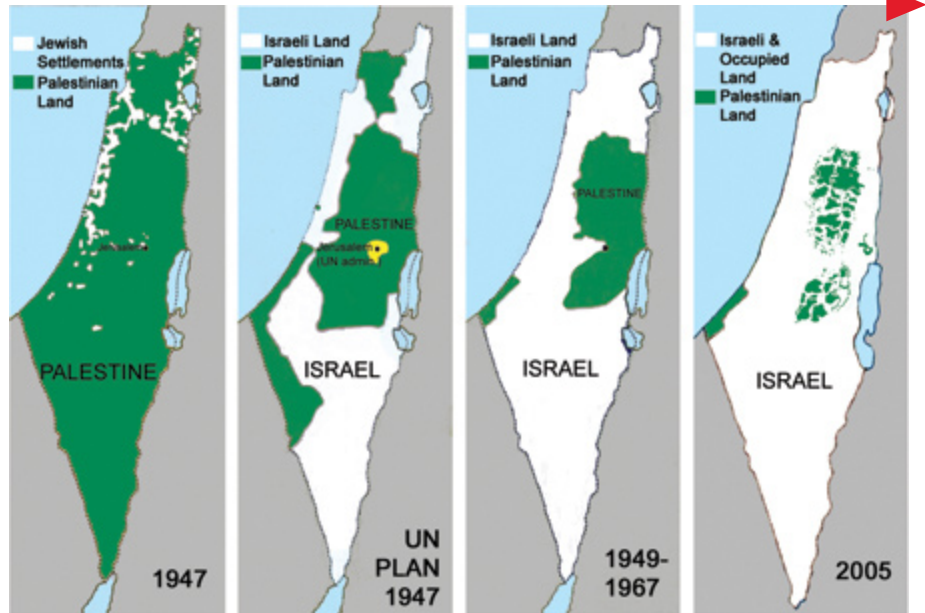 Jewish
Settlements
Palestinian
Land
Jerusalem
PALESTINE
1947
Israeli Land
Palestinian Land
PALESTINE
Jerusalem
(UN admin.)
ISRAEL
UN
PLAN
1947
Israeli Land
Palestinian Land
PALESTINE
ISRAEL
1949-
1967
Israeli &
Occupied
Land
Palestinian
Land
ISRAEL
2005